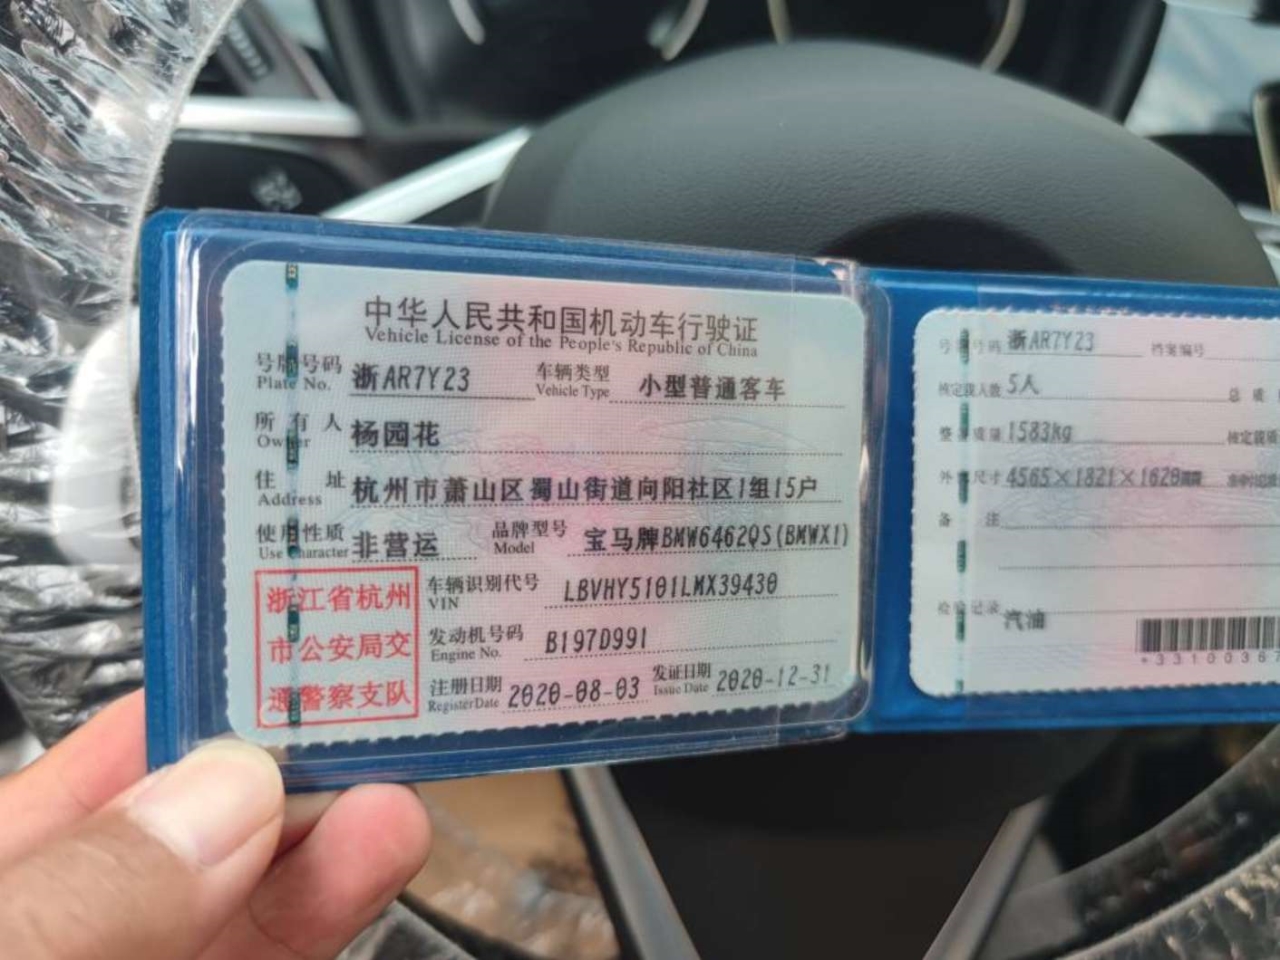 中华人民共和国机动车行驶证
Vehicle License of the People's Republic of China
号牌号码 浙AR7Y23 车辆类型 小型普通客车
Plate No. Vehicle Type
所有人 杨园花
Owner
住址 杭州市萧山区蜀山街道向阳社区1组15户
Address
使用性质 非营运 品牌型号 宝马牌BMW6462QS(BMWX1)
Use Character Model
浙江省杭州
市公安局交
通警察支队
车辆识别代号 LBVHY5101LMX39430
VIN
发动机号码 B197D991
Engine No.
注册日期 2020-08-03 发证日期 2020-12-31
Register Date Issue Date
号牌号码 浙AR7Y23 档案编号
核定载人数 5人 总质
整备质量 1583kg 核定载质
外廓尺寸 4565×1821×1620mm
备注
检验记录
汽油